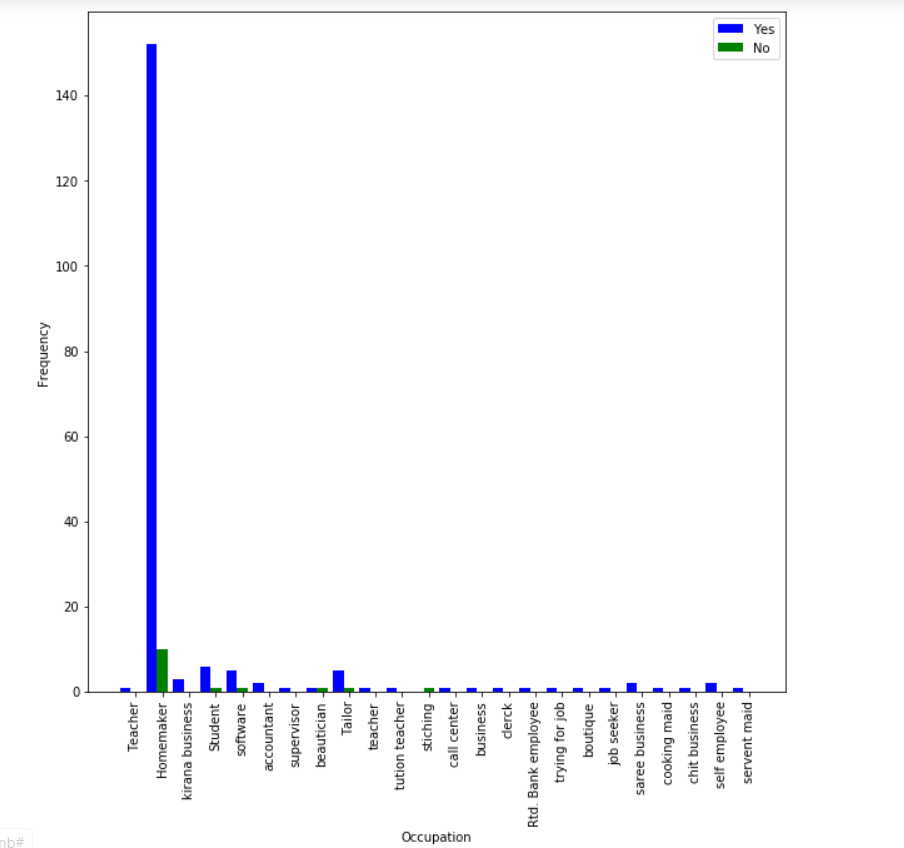 Yes
No
140
120
100
80
60
40
20
0
Frequency
Teacher
Homemaker
kirana business
Student
software
accountant
supervisor
beautician
Tailor
teacher
tution teacher
stiching
call center
business
clerck
Rtd. Bank employee
trying for job
boutique
job seeker
saree business
cooking maid
chit business
self employee
servent maid
Occupation
nb#